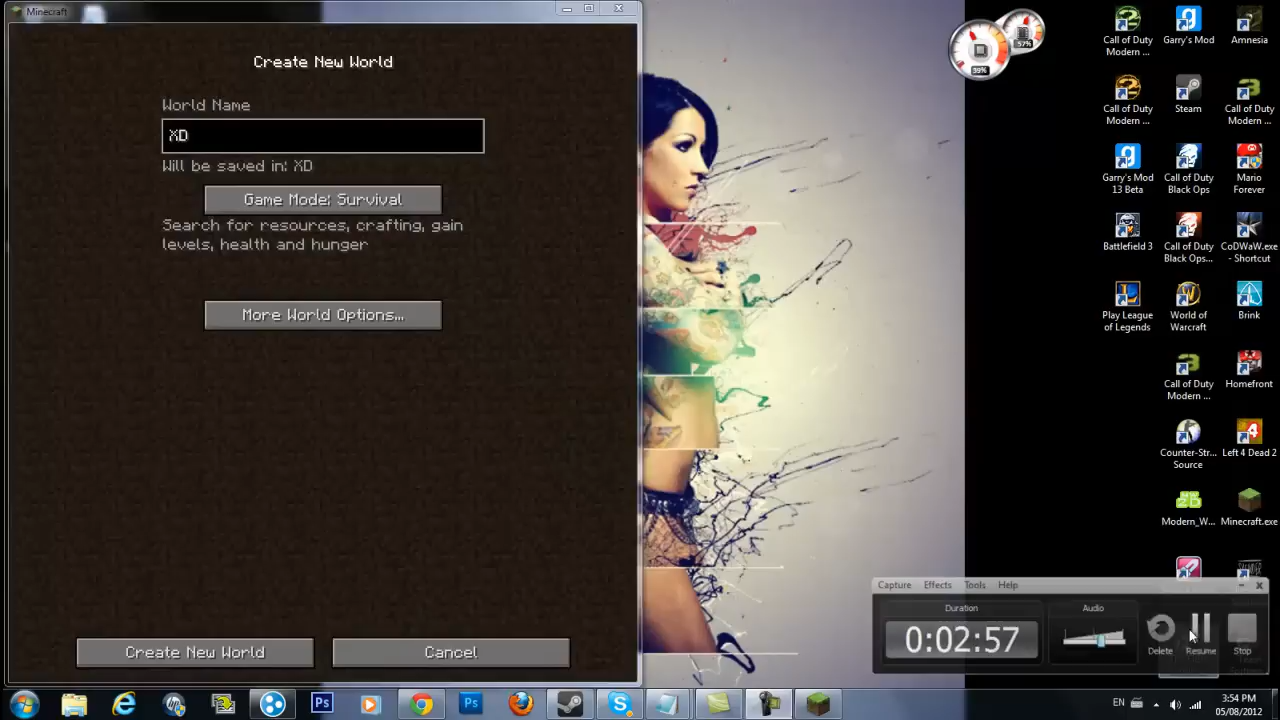 Minecraft
Create New World
World Name
XD
Will be saved in: XD
Game Mode: Survival
Search for resources, crafting, gain
levels, health and hunger
More World Options...
Create New World
Cancel
39%
57%
Call of Duty
Modern ...
Garry's Mod
Amnesia
Call of Duty
Modern ...
Steam
Call of Duty
Modern ...
Garry's Mod
13 Beta
Call of Duty
Black Ops
Mario
Forever
Battlefield 3
Call of Duty
Black Ops...
CoDWaW.exe
- Shortcut
Play League
of Legends
World of
Warcraft
Brink
Call of Duty
Modern ...
Homefront
Counter-Str...
Source
Left 4 Dead 2
Modern_W...
Minecraft.exe
Capture Effects Tools Help
Duration
0:02:57
Audio
Delete
Resume
Stop
EN
3:54 PM
05/08/2012